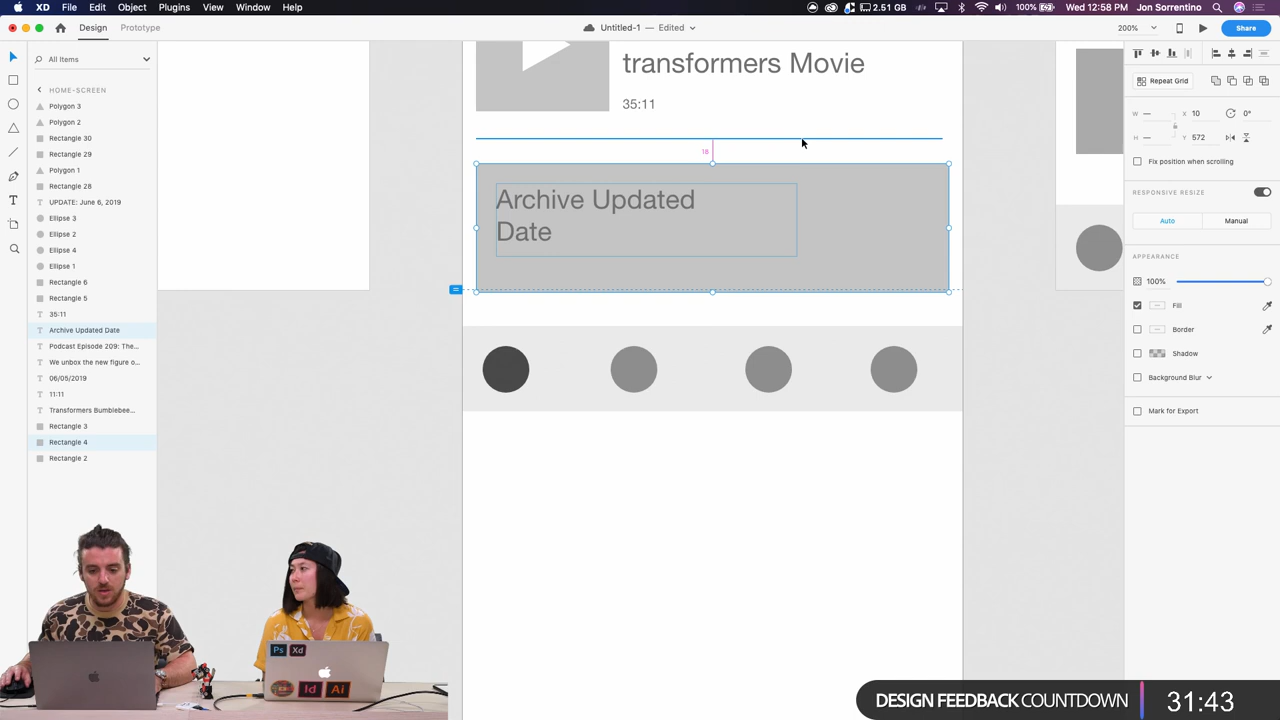 XD File Edit Object Plugins View Window Help 2.51 GB 100% Wed 12:58 PM Jon Sorrentino
Design Prototype Untitled-1 — Edited 200% Share
All Items
HOME-SCREEN
Polygon 3
Polygon 2
Rectangle 30
Rectangle 29
Polygon 1
Rectangle 28
UPDATE: June 6, 2019
Ellipse 3
Ellipse 2
Ellipse 4
Ellipse 1
Rectangle 6
Rectangle 5
35:11
Archive Updated Date
Podcast Episode 209: The...
We unbox the new figure o...
06/05/2019
11:11
Transformers Bumblebee...
Rectangle 3
Rectangle 4
Rectangle 2
transformers Movie
35:11
18
Archive Updated
Date
Repeat Grid
W — X 10 0°
H — Y 572
Fix position when scrolling
RESPONSIVE RESIZE
Auto Manual
APPEARANCE
100%
Fill
Border
Shadow
Background Blur
Mark for Export
Ps Xd
Id Ai
DESIGN FEEDBACK COUNTDOWN 31:43